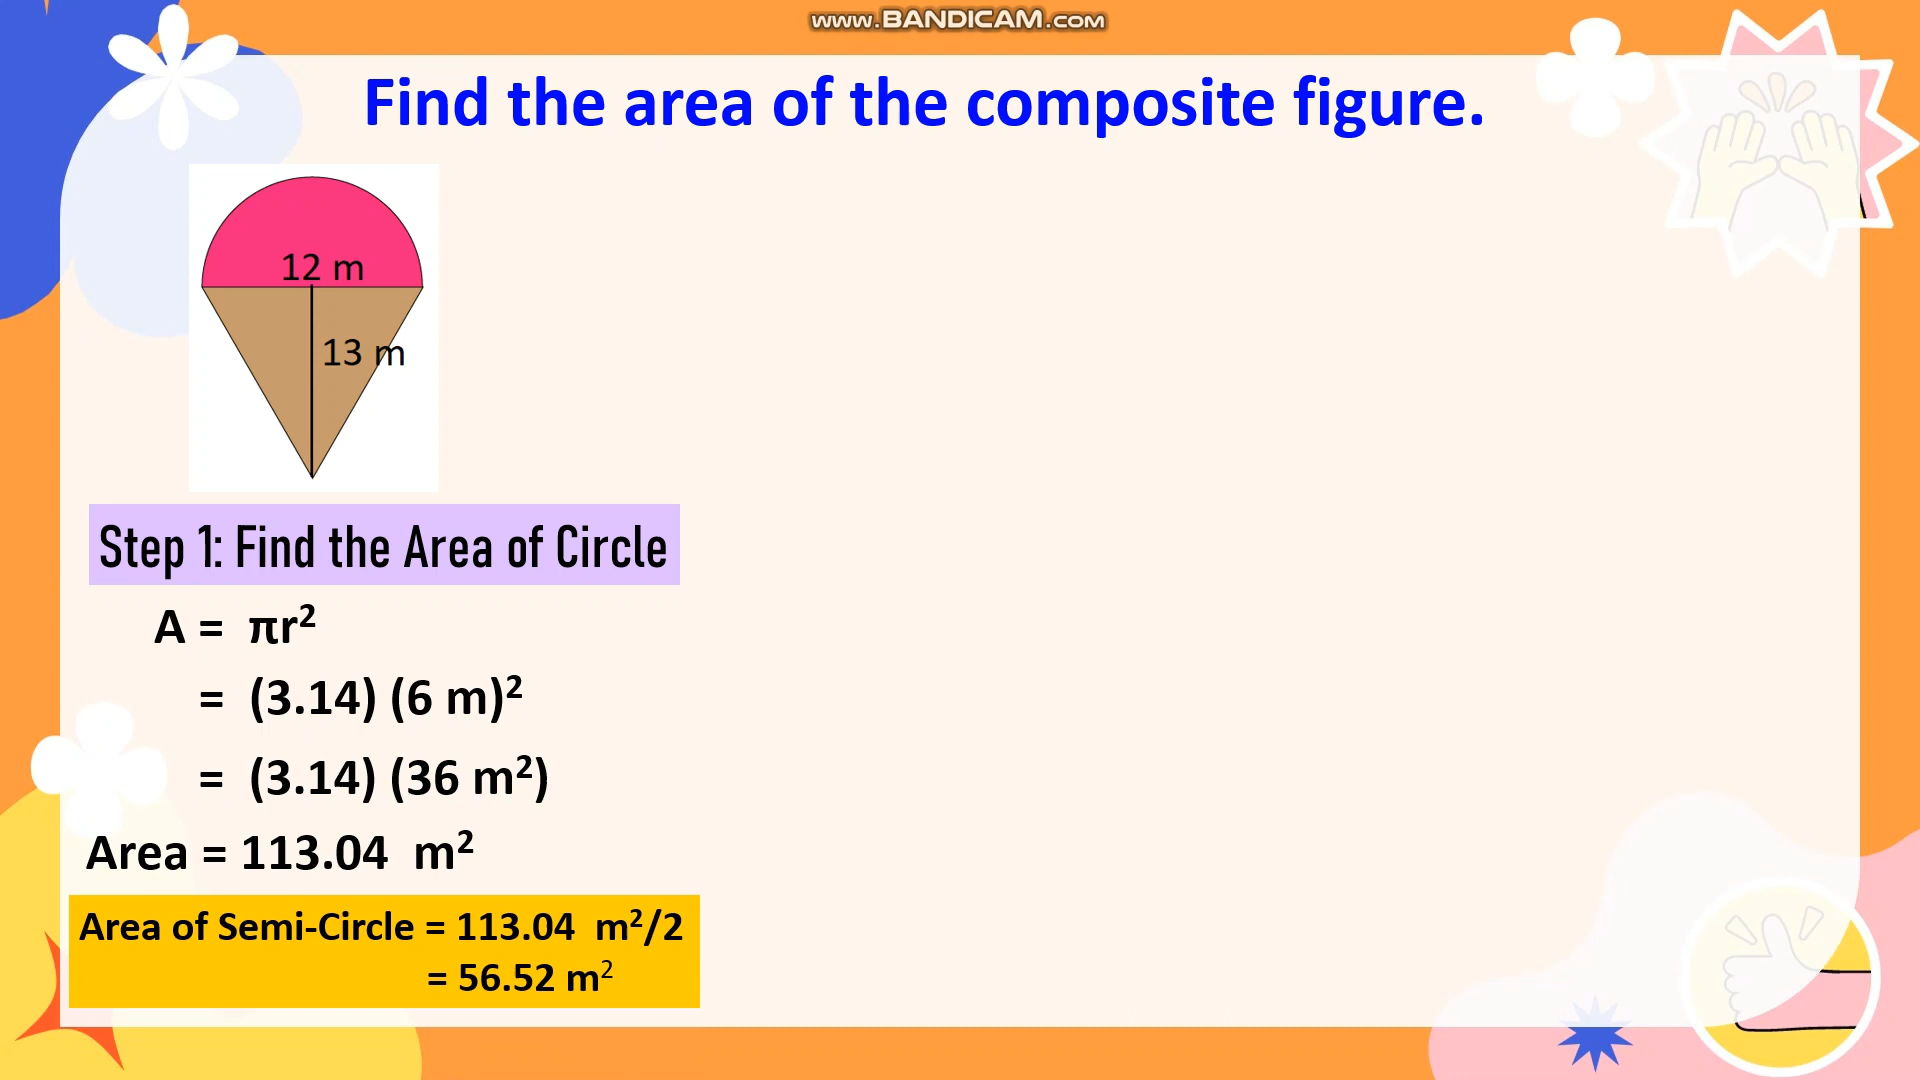 www.BANDICAM.com
Find the area of the composite figure.
12 m
13 m
Step 1: Find the Area of Circle
A = πr²
= (3.14) (6 m)²
= (3.14) (36 m²)
Area = 113.04 m²
Area of Semi-Circle = 113.04 m²/2
= 56.52 m²